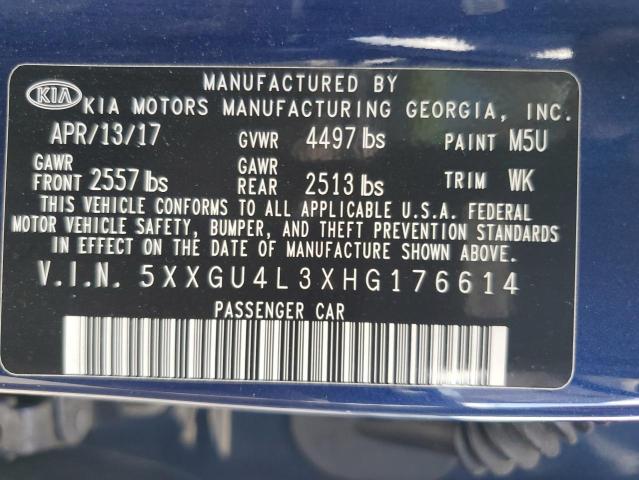 MANUFACTURED BY
KIA KIA MOTORS MANUFACTURING GEORGIA, INC.
APR/13/17 GVWR 4497 lbs PAINT M5U
GAWR FRONT 2557 lbs GAWR REAR 2513 lbs TRIM WK
THIS VEHICLE CONFORMS TO ALL APPLICABLE U.S.A. FEDERAL
MOTOR VEHICLE SAFETY, BUMPER, AND THEFT PREVENTION STANDARDS
IN EFFECT ON THE DATE OF MANUFACTURE SHOWN ABOVE.
V.I.N. 5XXGU4L3XHG176614
PASSENGER CAR